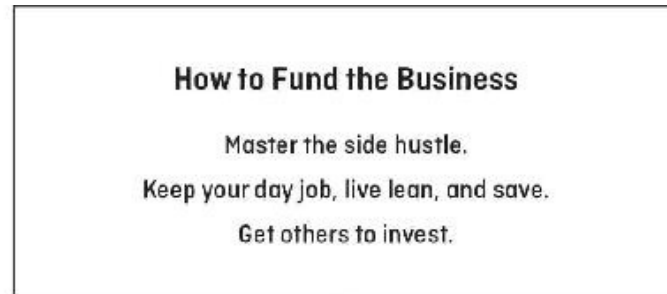 How to Fund the Business
Master the side hustle.
Keep your day job, live lean, and save.
Get others to invest.